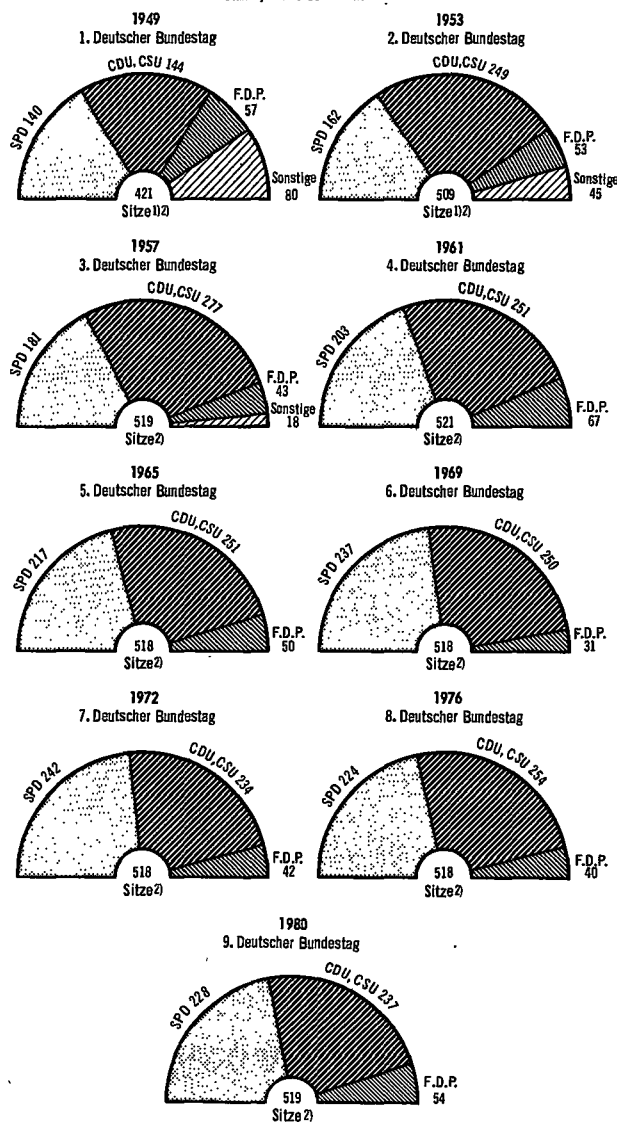 1949
1. Deutscher Bundestag
CDU, CSU 144
SPD 140
F.D.P.
57
Sonstige
80
421
Sitze1)2)
1953
2. Deutscher Bundestag
CDU, CSU 249
SPD 162
F.D.P.
53
Sonstige
45
509
Sitze1)2)
1957
3. Deutscher Bundestag
CDU,CSU 277
SPD 181
F.D.P.
43
Sonstige
18
519
Sitze2)
1961
4. Deutscher Bundestag
CDU,CSU 251
SPD 203
F.D.P.
67
521
Sitze2)
1965
5. Deutscher Bundestag
CDU,CSU 251
SPD 217
F.D.P.
50
518
Sitze2)
1969
6. Deutscher Bundestag
CDU,CSU 250
SPD 237
F.D.P.
31
518
Sitze2)
1972
7. Deutscher Bundestag
CDU,CSU 234
SPD 242
F.D.P.
42
518
Sitze2)
1976
8. Deutscher Bundestag
CDU, CSU 254
SPD 224
F.D.P.
40
518
Sitze2)
1980
9. Deutscher Bundestag
CDU, CSU 237
SPD 228
F.D.P.
54
519
Sitze2)